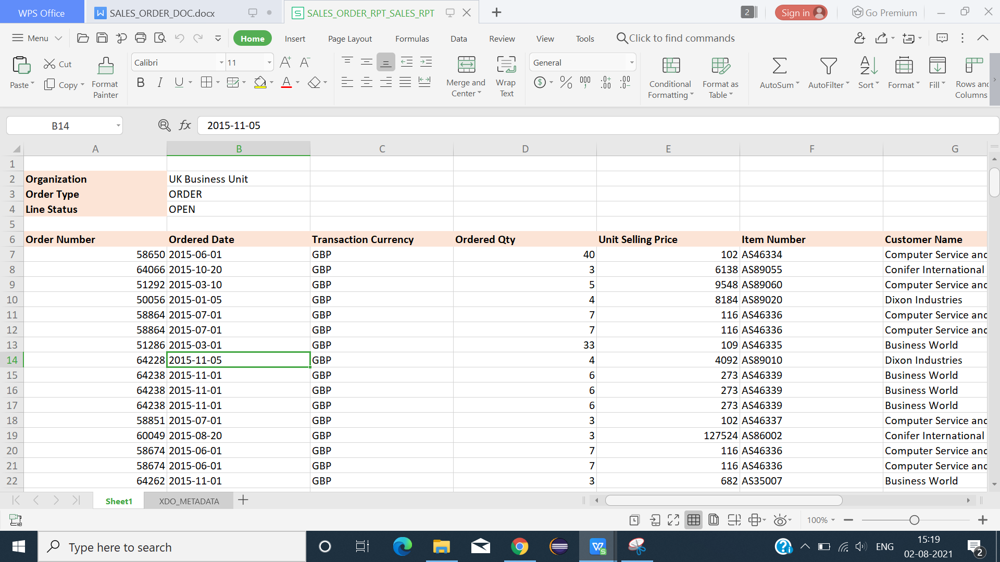 WPS Office SALES_ORDER_DOC.docx SALES_ORDER_RPT_SALES_RPT 2 Sign in Go Premium
Menu Home Insert Page Layout Formulas Data Review View Tools Click to find commands
Paste Cut Copy Format Painter Calibri 11 Merge and Center Wrap Text General Conditional Formatting Format as Table AutoSum AutoFilter Sort Format Fill Rows and Columns
B14 fx 2015-11-05
A B C D E F G
1
2 Organization UK Business Unit
3 Order Type ORDER
4 Line Status OPEN
5
6 Order Number Ordered Date Transaction Currency Ordered Qty Unit Selling Price Item Number Customer Name
7 58650 2015-06-01 GBP 40 102 AS46334 Computer Service and
8 64066 2015-10-20 GBP 3 6138 AS89055 Conifer International
9 51292 2015-03-10 GBP 5 9548 AS89060 Computer Service and
10 50056 2015-01-05 GBP 4 8184 AS89020 Dixon Industries
11 58864 2015-07-01 GBP 7 116 AS46336 Computer Service and
12 58864 2015-07-01 GBP 7 116 AS46336 Computer Service and
13 51286 2015-03-01 GBP 33 109 AS46335 Business World
14 64228 2015-11-05 GBP 4 4092 AS89010 Dixon Industries
15 64238 2015-11-01 GBP 6 273 AS46339 Business World
16 64238 2015-11-01 GBP 6 273 AS46339 Business World
17 64238 2015-11-01 GBP 6 273 AS46339 Business World
18 58851 2015-07-01 GBP 3 102 AS46337 Computer Service and
19 60049 2015-08-20 GBP 3 127524 AS86002 Conifer International
20 58674 2015-06-01 GBP 7 116 AS46336 Computer Service and
21 58674 2015-06-01 GBP 7 116 AS46336 Computer Service and
22 64262 2015-11-01 GBP 3 682 AS35007 Business World
Sheet1 XDO_METADATA
100%
Type here to search ENG 15:19
02-08-2021 2